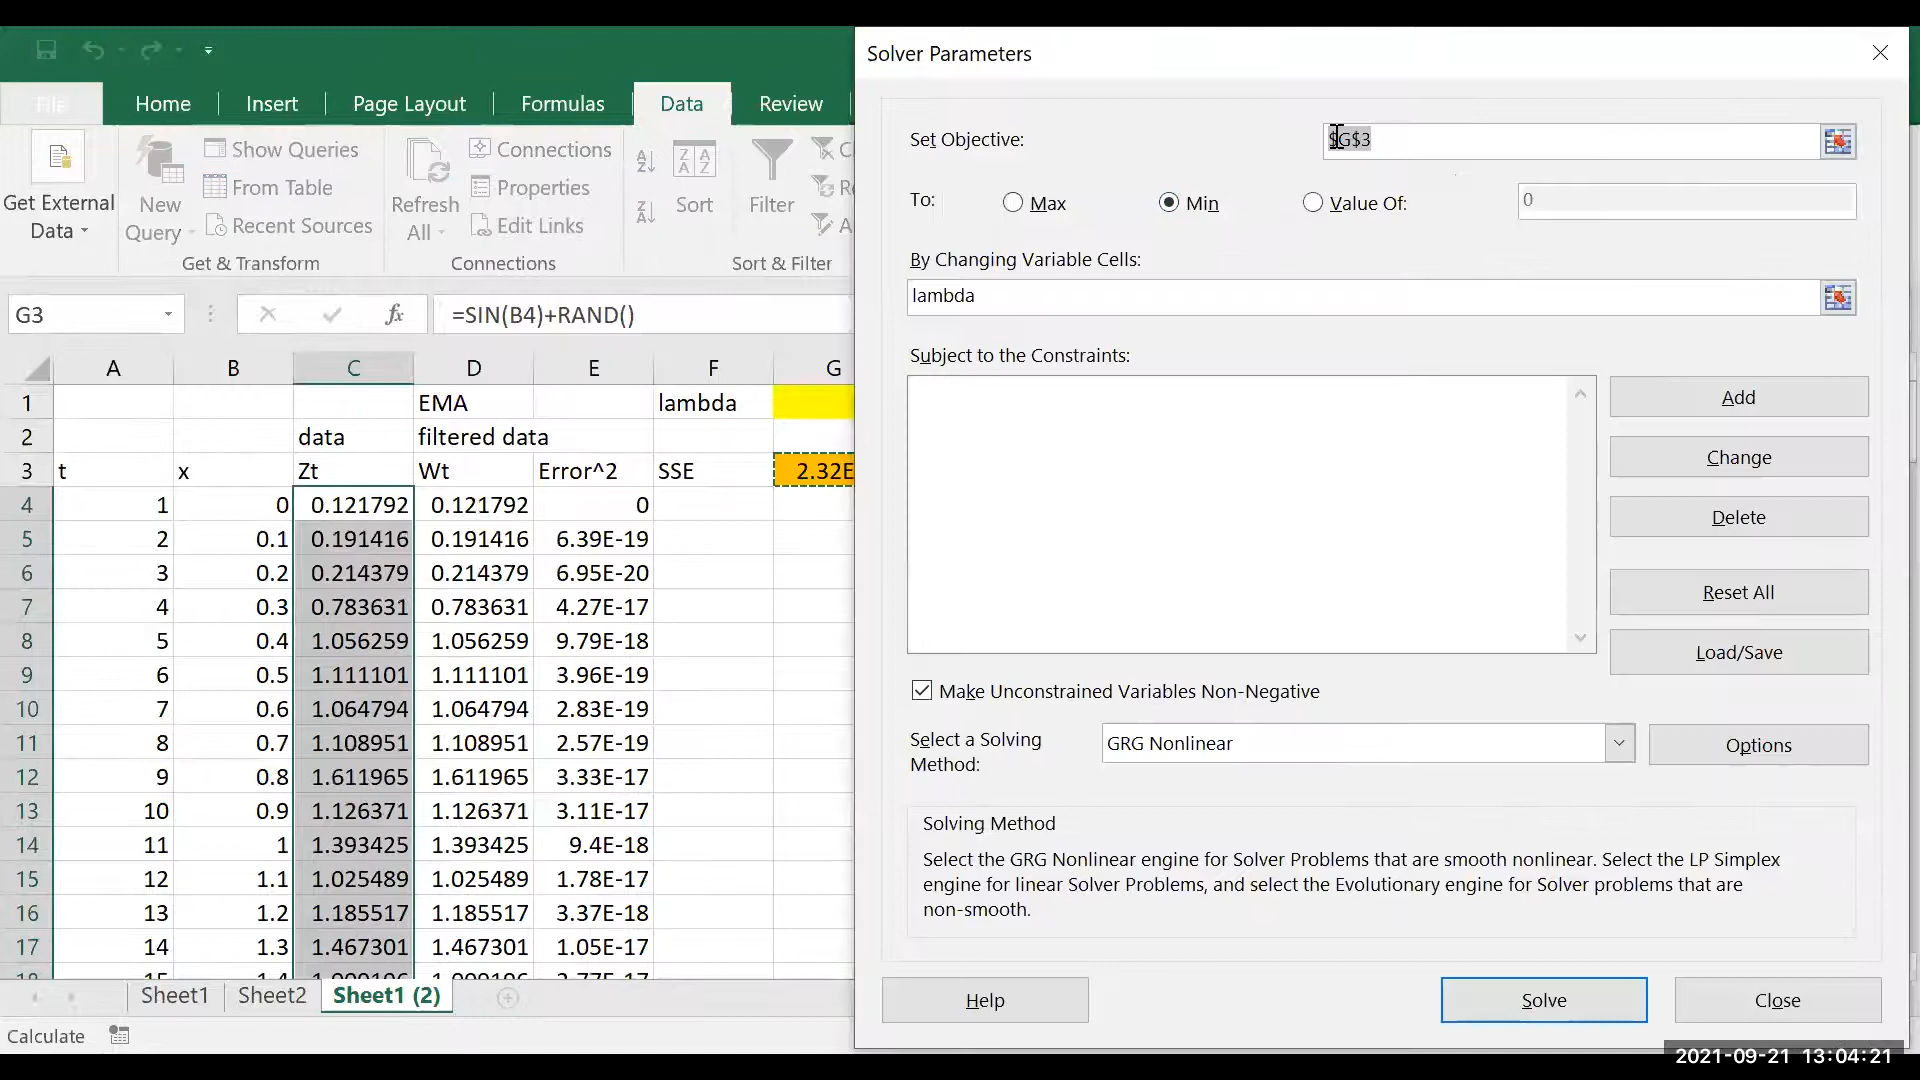 File
Home
Insert
Page Layout
Formulas
Data
Review
Get External
Data
New
Query
Show Queries
From Table
Recent Sources
Get & Transform
Refresh
All
Connections
Properties
Edit Links
Connections
Sort
Filter
Sort & Filter
G3
=SIN(B4)+RAND()
A B C D E F G
1 EMA lambda
2 data filtered data
3 t x Zt Wt Error^2 SSE 2.32E
4 1 0 0.121792 0.121792 0
5 2 0.1 0.191416 0.191416 6.39E-19
6 3 0.2 0.214379 0.214379 6.95E-20
7 4 0.3 0.783631 0.783631 4.27E-17
8 5 0.4 1.056259 1.056259 9.79E-18
9 6 0.5 1.111101 1.111101 3.96E-19
10 7 0.6 1.064794 1.064794 2.83E-19
11 8 0.7 1.108951 1.108951 2.57E-19
12 9 0.8 1.611965 1.611965 3.33E-17
13 10 0.9 1.126371 1.126371 3.11E-17
14 11 1 1.393425 1.393425 9.4E-18
15 12 1.1 1.025489 1.025489 1.78E-17
16 13 1.2 1.185517 1.185517 3.37E-18
17 14 1.3 1.467301 1.467301 1.05E-17
Sheet1 Sheet2 Sheet1 (2)
Calculate
Solver Parameters
Set Objective: $G$3
To: Max Min Value Of: 0
By Changing Variable Cells:
lambda
Subject to the Constraints:
Add
Change
Delete
Reset All
Load/Save
Make Unconstrained Variables Non-Negative
Select a Solving
Method:
GRG Nonlinear
Options
Solving Method
Select the GRG Nonlinear engine for Solver Problems that are smooth nonlinear. Select the LP Simplex
engine for linear Solver Problems, and select the Evolutionary engine for Solver problems that are
non-smooth.
Help
Solve
Close
2021-09-21 13:04:21